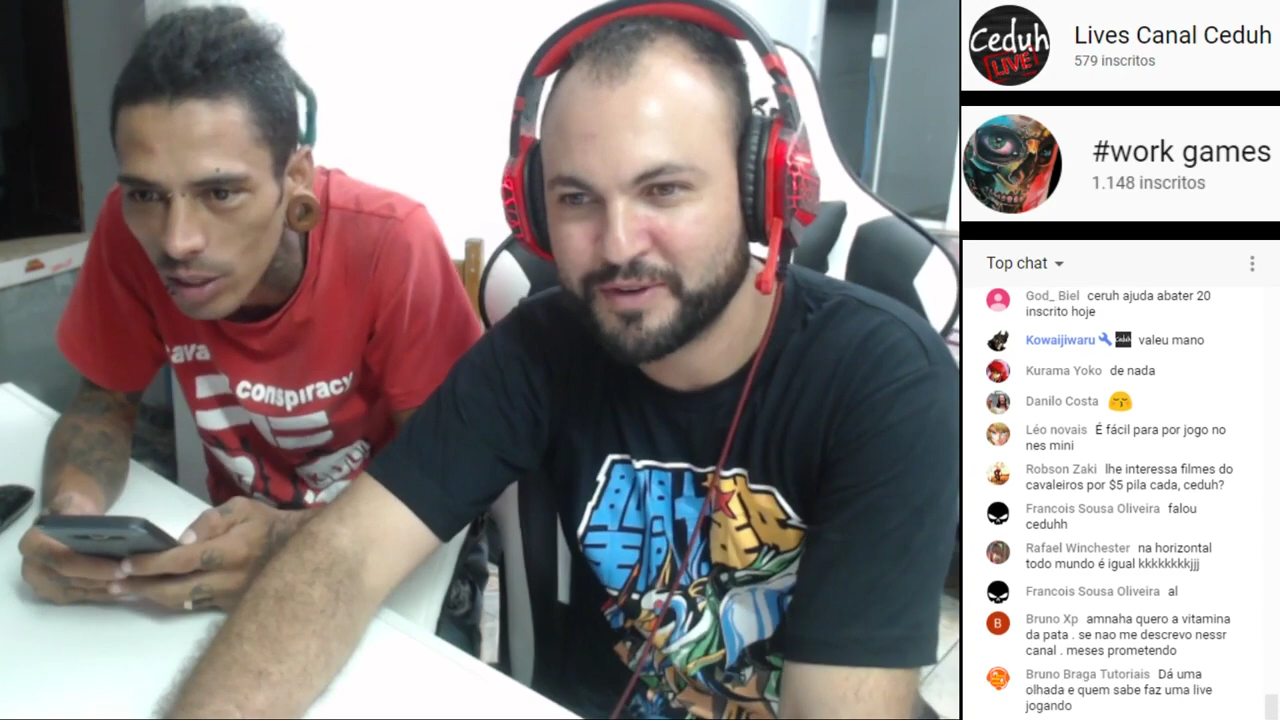 Ceduh
LIVE
Lives Canal Ceduh
579 inscritos
#work games
1.148 inscritos
Top chat
God_ Biel ceruh ajuda abater 20
inscrito hoje
Kowaijiwaru Ceduh valeu mano
Kurama Yoko de nada
Danilo Costa
Léo novais É fácil para por jogo no
nes mini
Robson Zaki lhe interessa filmes do
cavaleiros por $5 pila cada, ceduh?
Francois Sousa Oliveira falou
ceduhh
Rafael Winchester na horizontal
todo mundo é igual kkkkkkkkjjj
Francois Sousa Oliveira al
B
Bruno Xp amnaha quero a vitamina
da pata . se nao me descrevo nessr
canal . meses prometendo
Bruno Braga Tutoriais Dá uma
olhada e quem sabe faz uma live
jogando
conspiracy